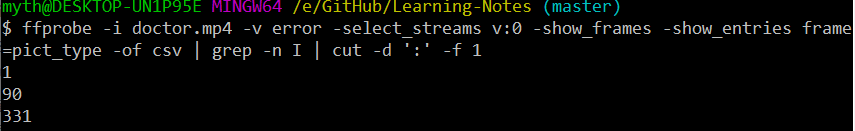 myth@DESKTOP-UN1P95E MINGW64 /e/GitHub/Learning-Notes (master)
$ ffprobe -i doctor.mp4 -v error -select_streams v:0 -show_frames -show_entries frame
=pict_type -of csv | grep -n I | cut -d ':' -f 1
1
90
331